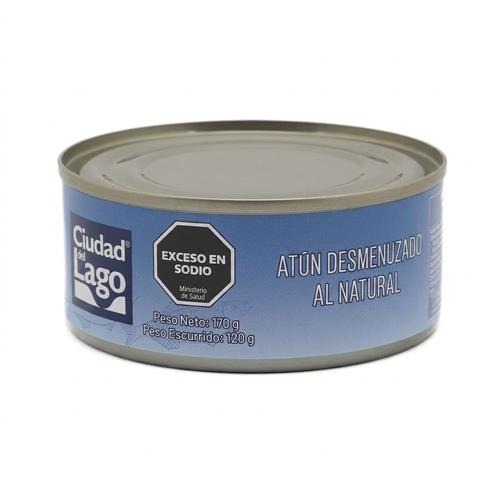 Ciudad®
del
Lago
EXCESO EN
SODIO
Ministerio
de Salud
Peso Neto: 170 g
Peso Escurrido: 120 g
ATÚN DESMENUZADO
AL NATURAL